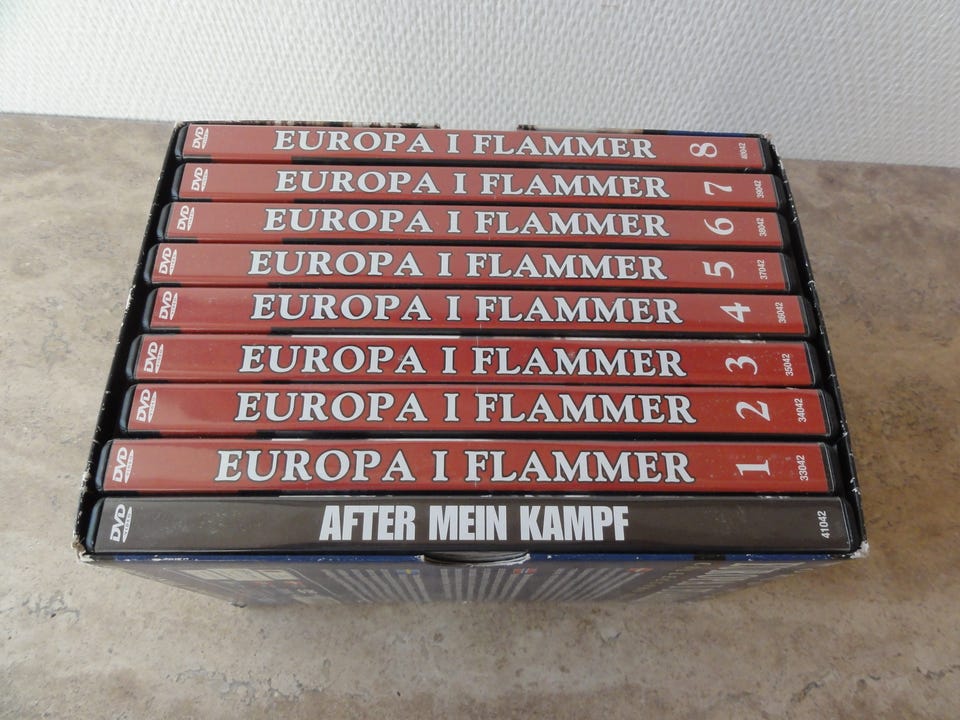 DVD EUROPA I FLAMMER 8
DVD EUROPA I FLAMMER 7 39042
DVD EUROPA I FLAMMER 6 38042
DVD EUROPA I FLAMMER 5 37042
DVD EUROPA I FLAMMER 4 36042
DVD EUROPA I FLAMMER 3 35042
DVD EUROPA I FLAMMER 2 34042
DVD EUROPA I FLAMMER 1 33042
DVD AFTER MEIN KAMPF 41042